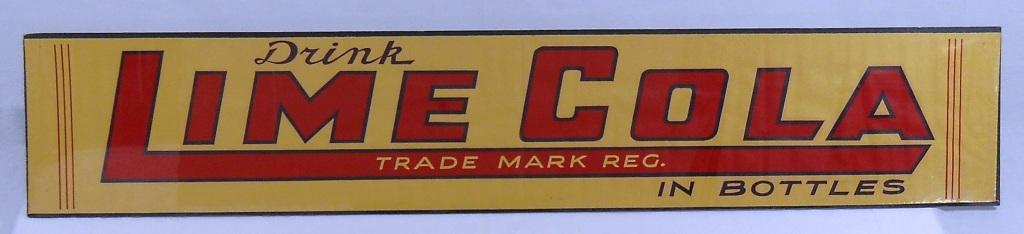 Drink
LIME COLA
TRADE MARK REG.
IN BOTTLES